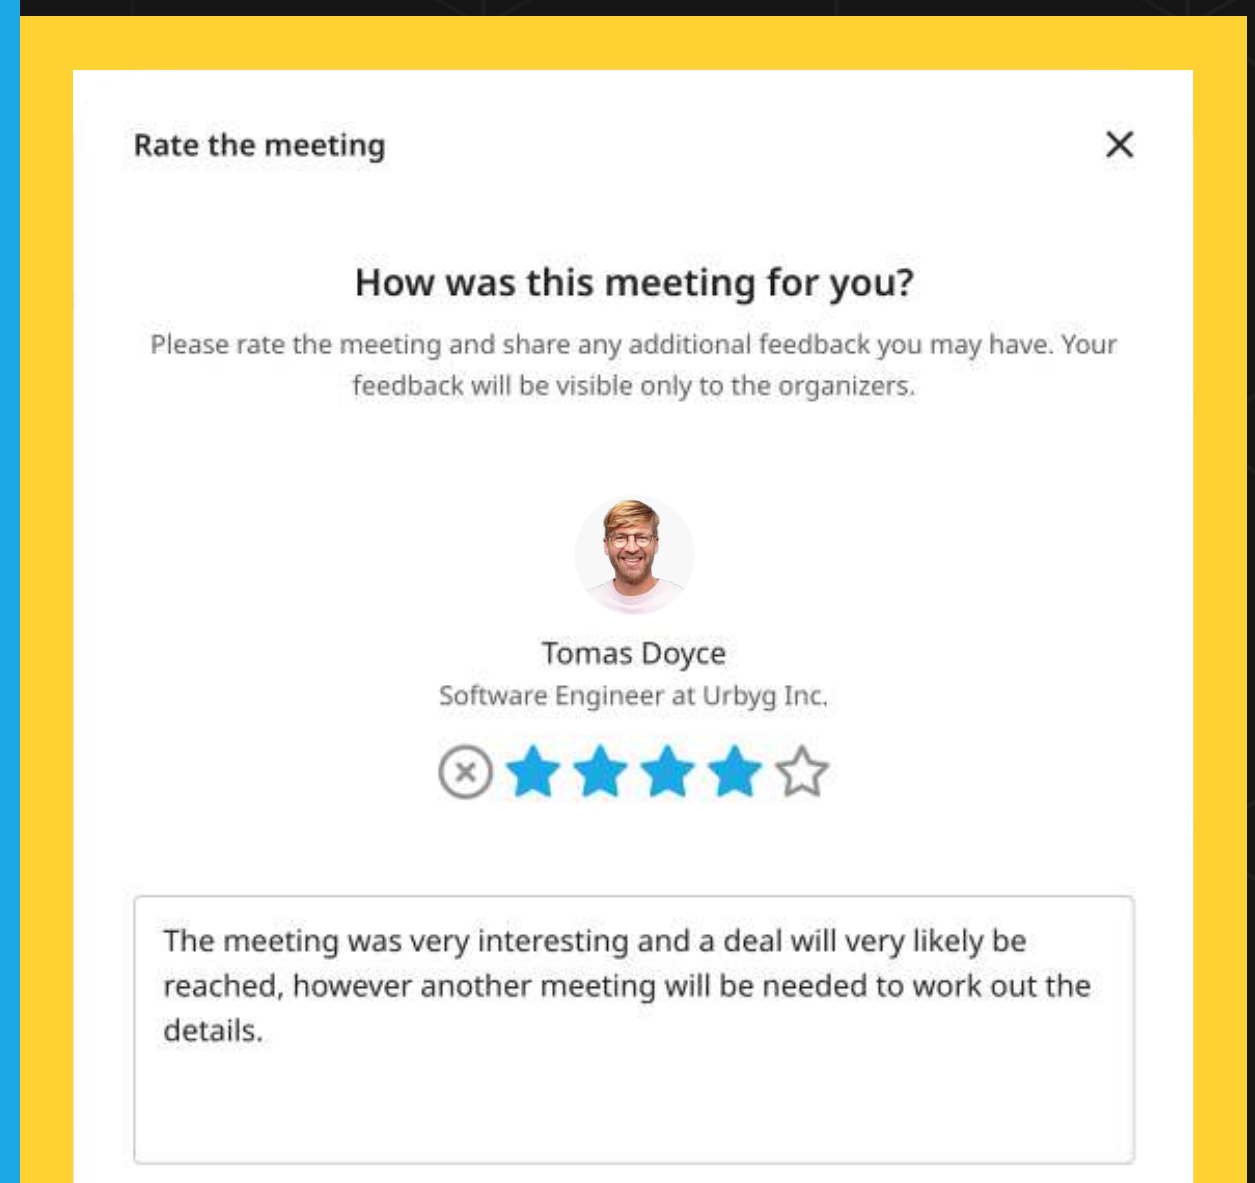 Rate the meeting
How was this meeting for you?
Please rate the meeting and share any additional feedback you may have. Your
feedback will be visible only to the organizers.
Tomas Doyce
Software Engineer at Urbyg Inc.
The meeting was very interesting and a deal will very likely be
reached, however another meeting will be needed to work out the
details.